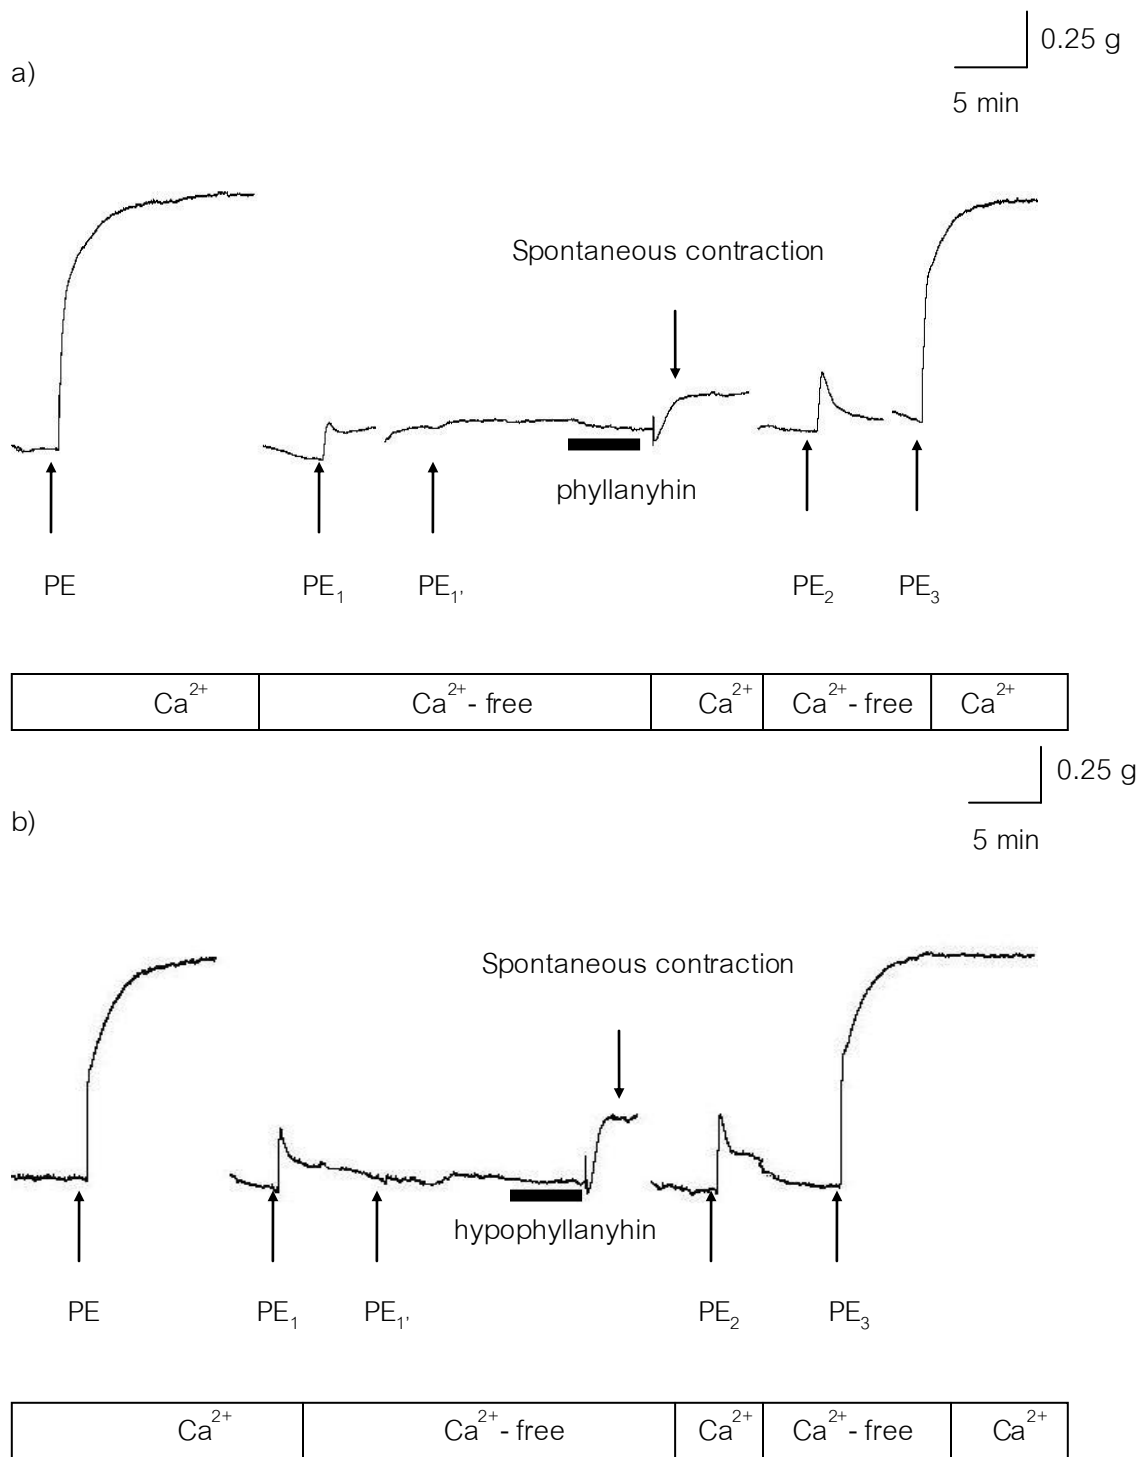 0.25 g
a)
5 min
Spontaneous contraction
phyllanyhin
PE PE₁ PE₁' PE₂ PE₃
Ca²⁺ Ca²⁺- free Ca²⁺ Ca²⁺- free Ca²⁺
0.25 g
b)
5 min
Spontaneous contraction
hypophyllanyhin
PE PE₁ PE₁' PE₂ PE₃
Ca²⁺ Ca²⁺- free Ca²⁺ Ca²⁺- free Ca²⁺